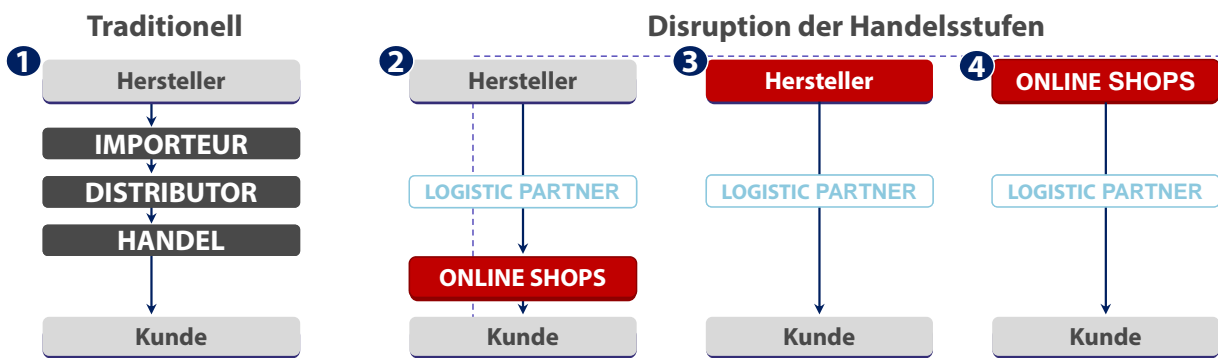 Traditionell
Disruption der Handelsstufen
1
Hersteller
IMPORTEUR
DISTRIBUTOR
HANDEL
Kunde
2
Hersteller
LOGISTIC PARTNER
ONLINE SHOPS
Kunde
3
Hersteller
LOGISTIC PARTNER
Kunde
4
ONLINE SHOPS
LOGISTIC PARTNER
Kunde